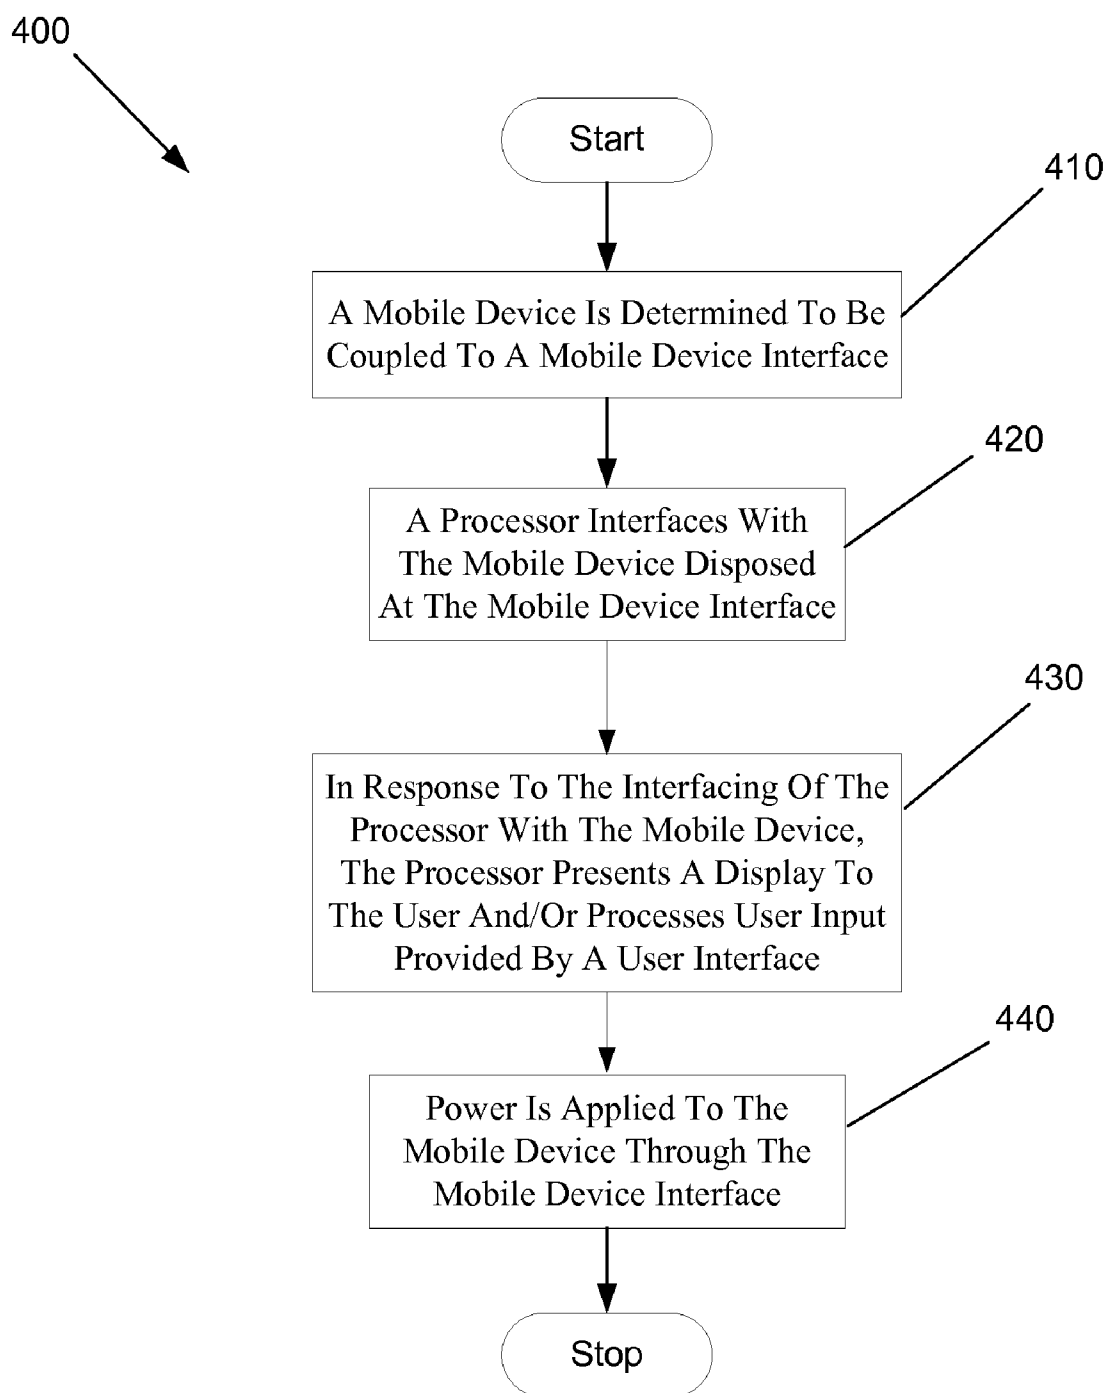 400
Start
410
A Mobile Device Is Determined To Be
Coupled To A Mobile Device Interface
420
A Processor Interfaces With
The Mobile Device Disposed
At The Mobile Device Interface
430
In Response To The Interfacing Of The
Processor With The Mobile Device,
The Processor Presents A Display To
The User And/Or Processes User Input
Provided By A User Interface
440
Power Is Applied To The
Mobile Device Through The
Mobile Device Interface
Stop